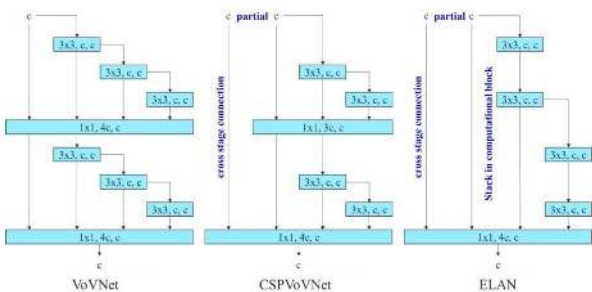 c
3x3, c, c
3x3, c, c
3x3, c, c
1x1, 4c, c
3x3, c, c
3x3, c, c
3x3, c, c
1x1, 4c, c
c
VoVNet
c partial c
cross stage connection
3x3, c, c
3x3, c, c
1x1, 3c, c
3x3, c, c
3x3, c, c
1x1, 4c, c
c
CSPVoVNet
c partial c
cross stage connection
Stack in computational block
3x3, c, c
3x3, c, c
3x3, c, c
3x3, c, c
1x1, 4c, c
c
ELAN